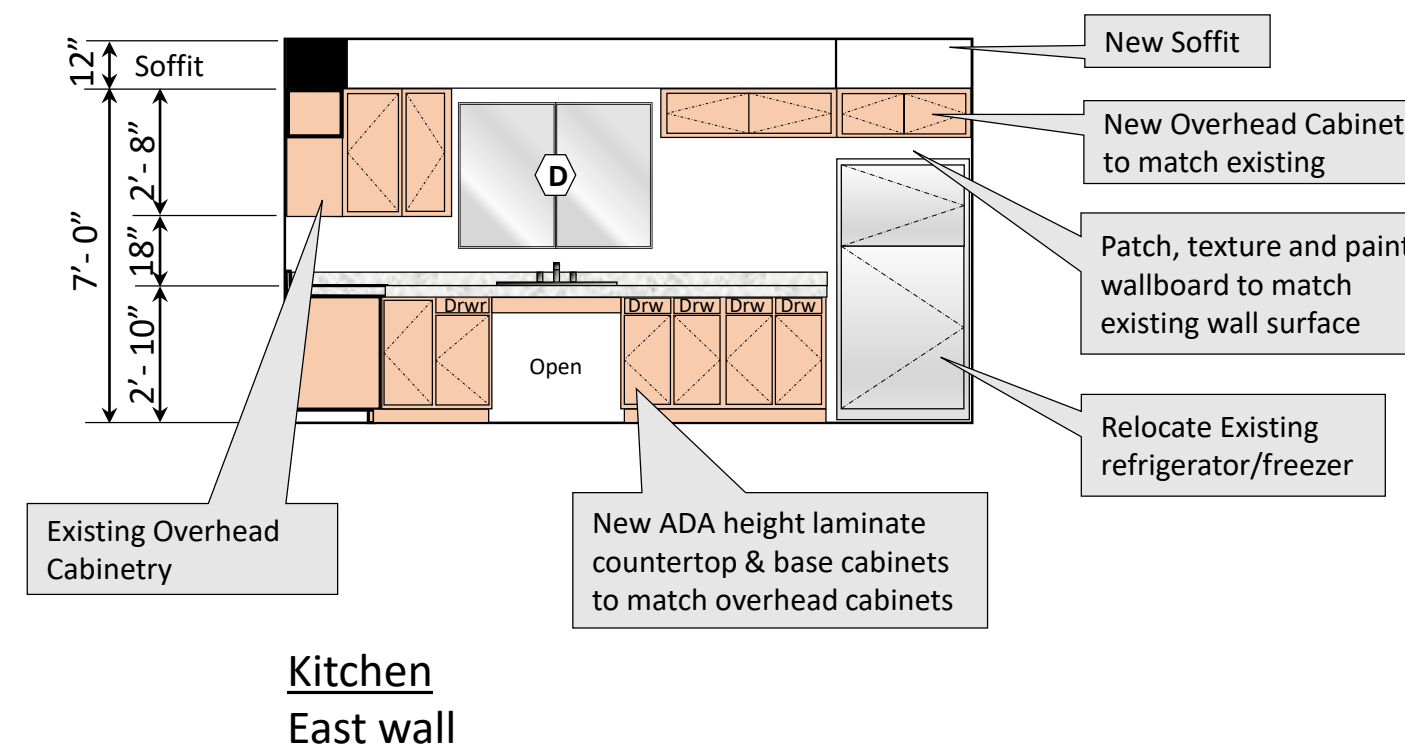 12”
Soffit
7’- 0”
2’- 8”
18”
2’- 10”
D
Drwr
Drw
Drw
Drw
Drw
Open
New Soffit
New Overhead Cabinet
to match existing
Patch, texture and paint
wallboard to match
existing wall surface
Relocate Existing
refrigerator/freezer
Existing Overhead
Cabinetry
New ADA height laminate
countertop & base cabinets
to match overhead cabinets
Kitchen
East wall